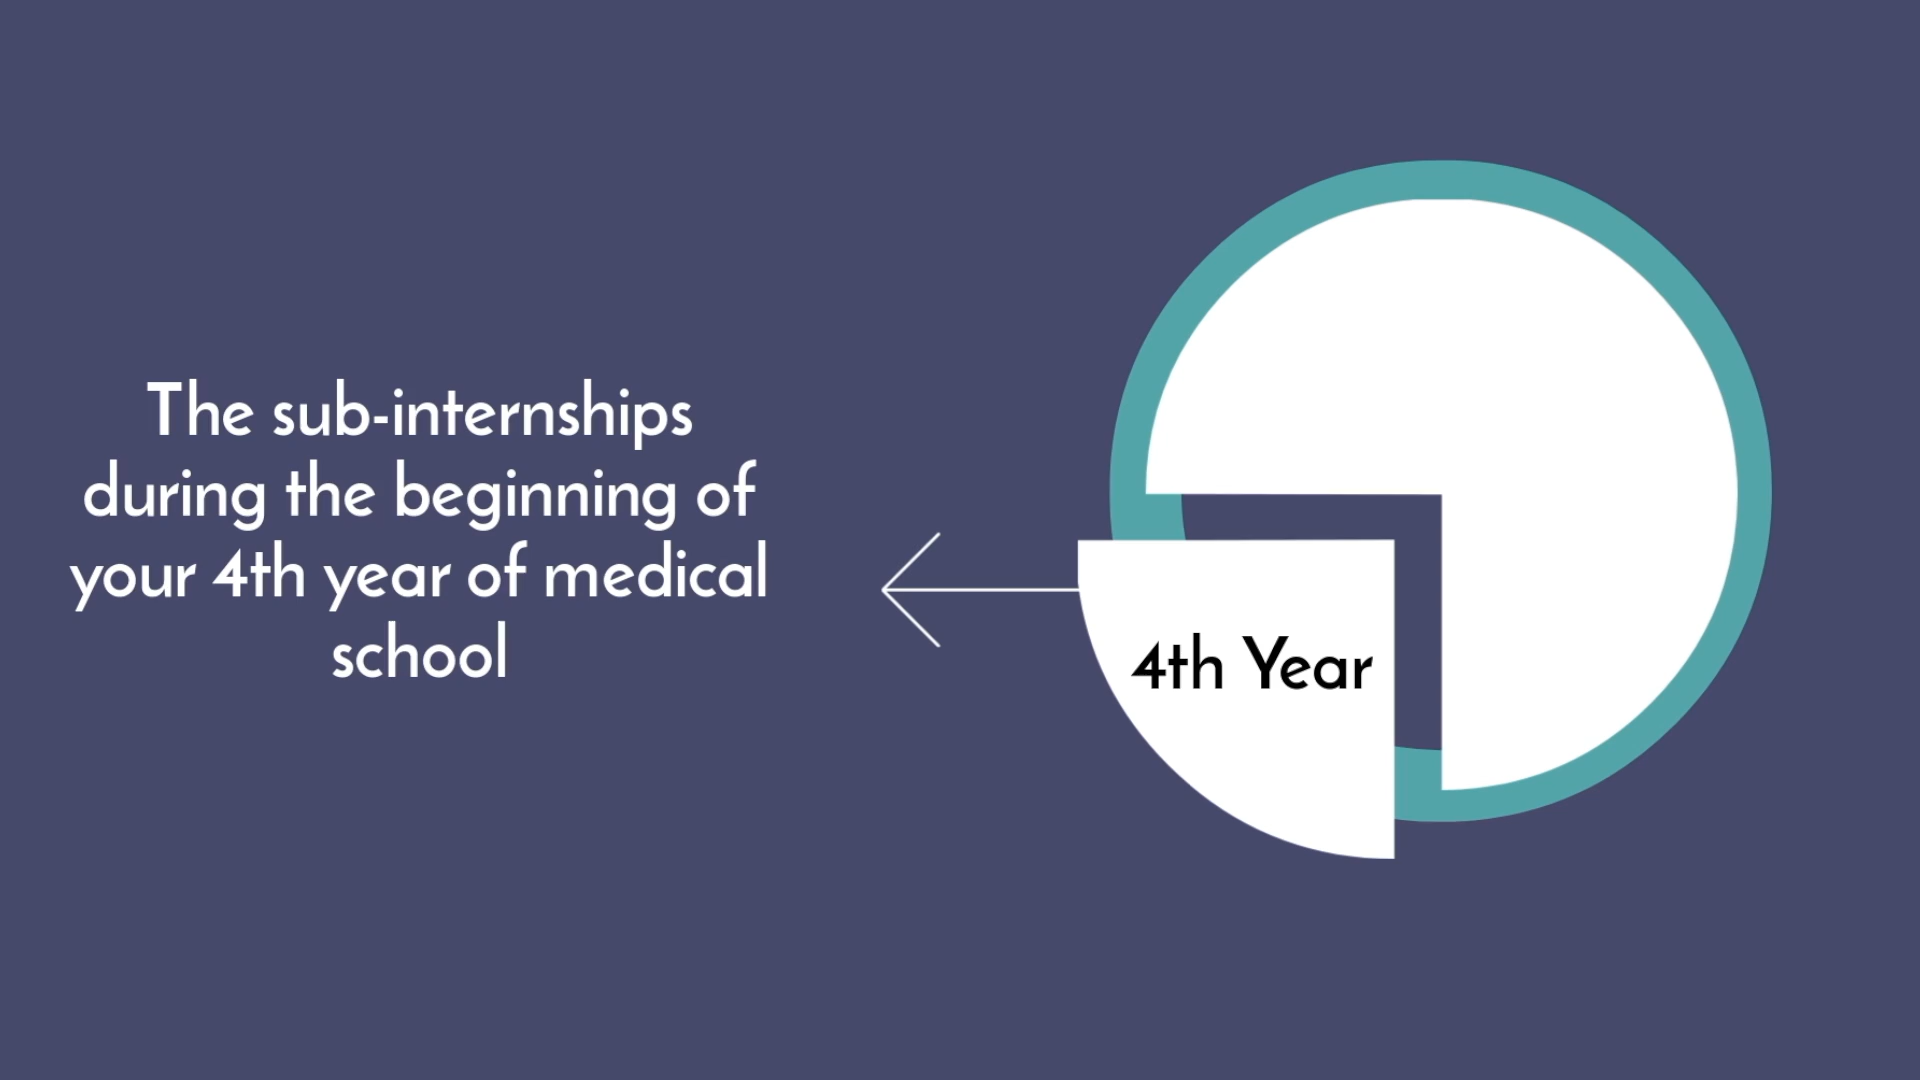 The sub-internships
during the beginning of
your 4th year of medical
school
4th Year